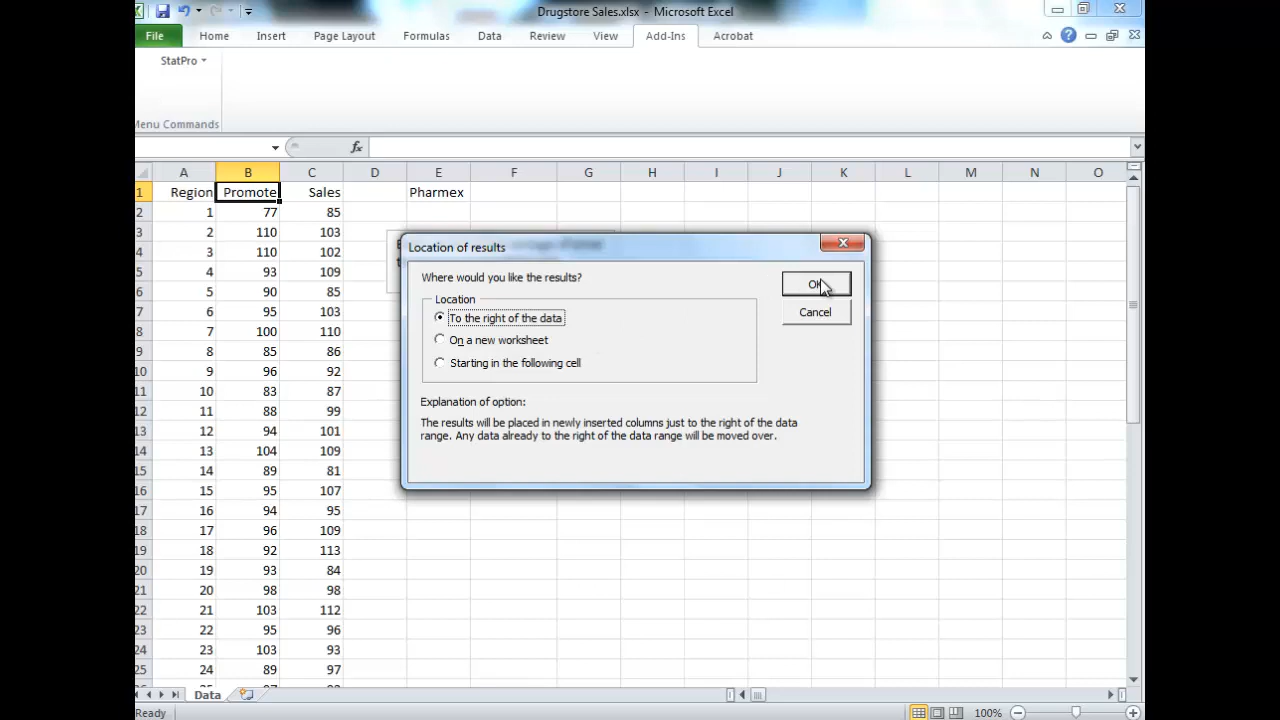 Drugstore Sales.xlsx - Microsoft Excel
File Home Insert Page Layout Formulas Data Review View Add-Ins Acrobat
StatPro
Menu Commands
fx
A B C D E F G H I J K L M N O
1 Region Promote Sales Pharmex
2 1 77 85
3 2 110 103
4 3 110 102
5 4 93 109
6 5 90 85
7 6 95 103
8 7 100 110
9 8 85 86
10 9 96 92
11 10 83 87
12 11 88 99
13 12 94 101
14 13 104 109
15 14 89 81
16 15 95 107
17 16 94 95
18 17 96 109
19 18 92 113
20 19 93 84
21 20 98 98
22 21 103 112
23 22 95 96
24 23 103 93
25 24 89 97
Location of results
Where would you like the results?
Location
To the right of the data
On a new worksheet
Starting in the following cell
OK
Cancel
Explanation of option:
The results will be placed in newly inserted columns just to the right of the data
range. Any data already to the right of the data range will be moved over.
Data
Ready 100%